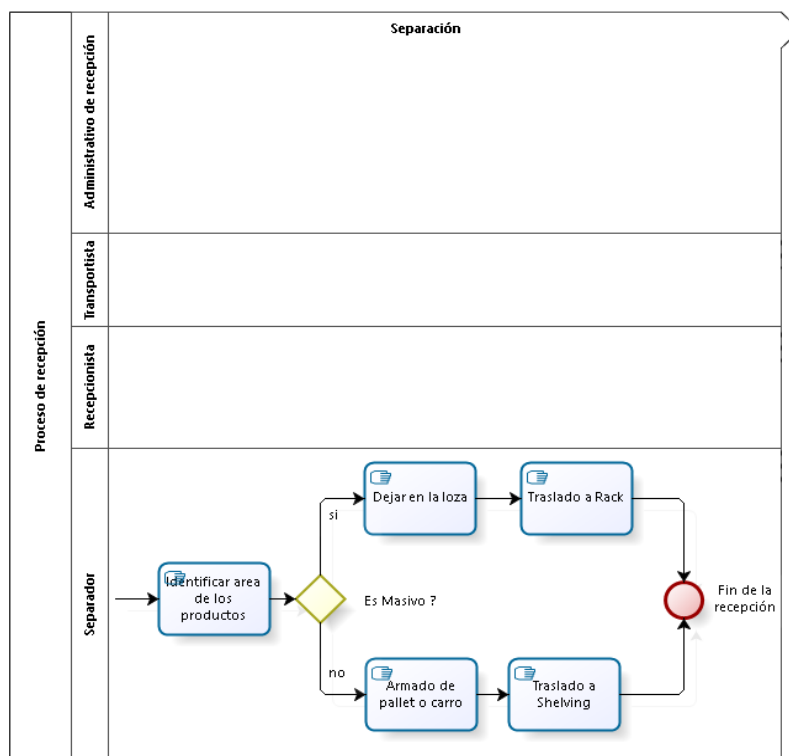 Separación
Proceso de recepción
Administrativo de recepción
Transportista
Recepcionista
Separador
Identificar area
de los
productos
Es Masivo ?
si
Dejar en la loza
Traslado a Rack
no
Armado de
pallet o carro
Traslado a
Shelving
Fin de la
recepción